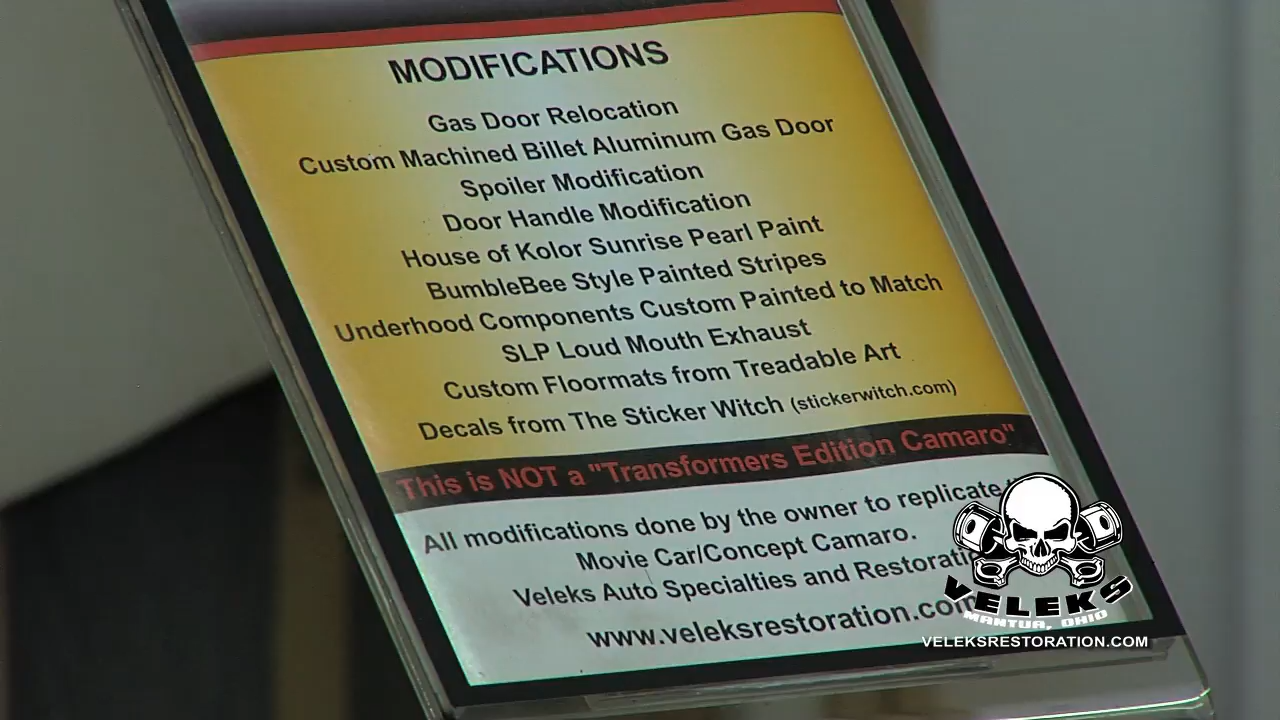 MODIFICATIONS
Gas Door Relocation
Custom Machined Billet Aluminum Gas Door
Spoiler Modification
Door Handle Modification
House of Kolor Sunrise Pearl Paint
BumbleBee Style Painted Stripes
Underhood Components Custom Painted to Match
SLP Loud Mouth Exhaust
Custom Floormats from Treadable Art
Decals from The Sticker Witch (stickerwitch.com)
This is NOT a "Transformers Edition Camaro"
All modifications done by the owner to replicate
Movie Car/Concept Camaro.
Veleks Auto Specialties and
www.veleksrestoration.com
VELEKS
MANTUA, OHIO
VELEKSRESTORATION.COM